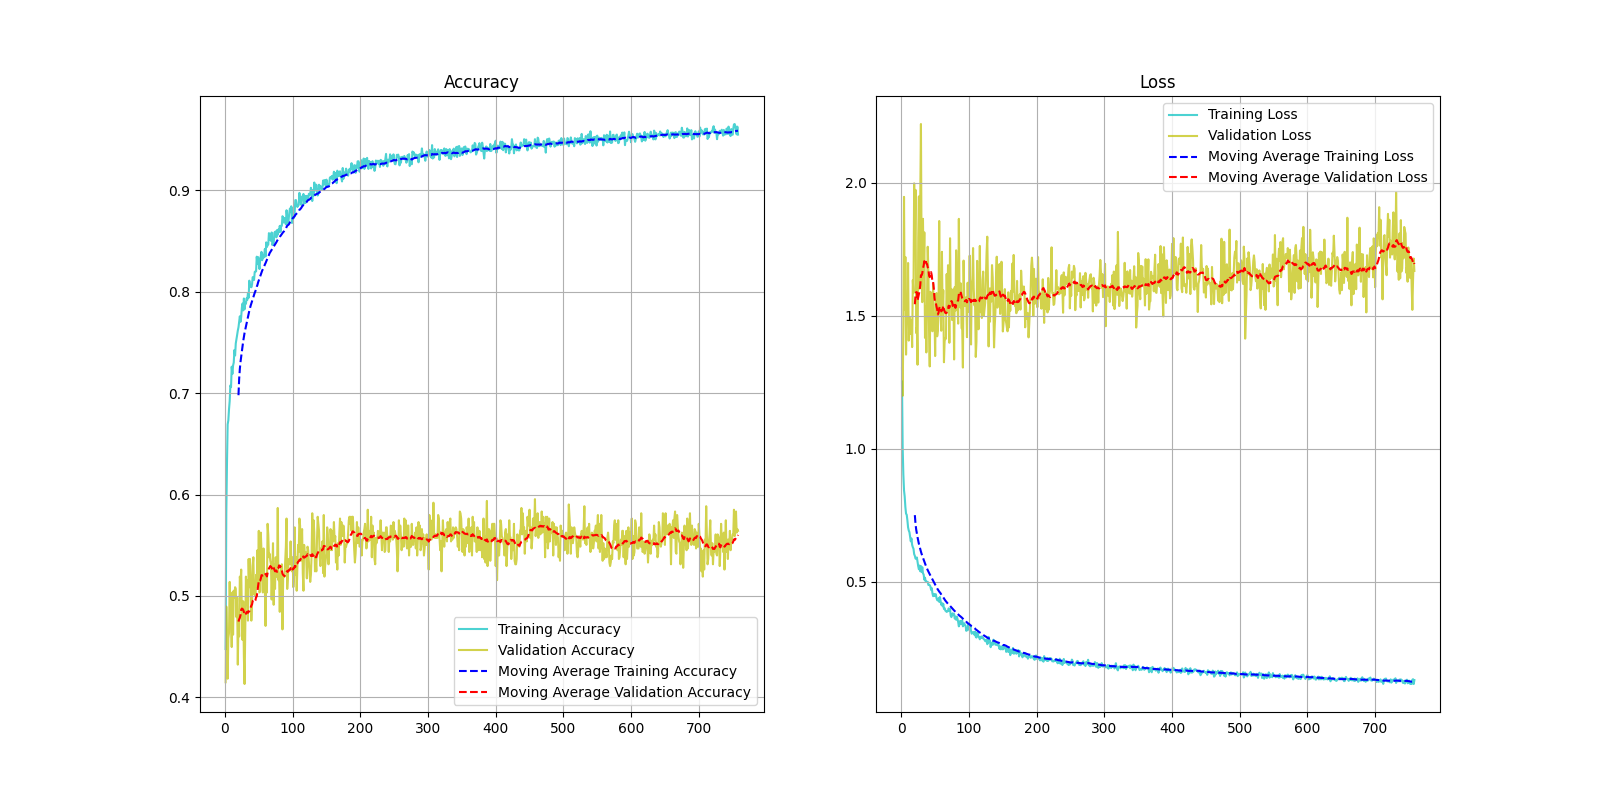 Accuracy
0.9
0.8
0.7
0.6
0.5
0.4
0 100 200 300 400 500 600 700
Training Accuracy
Validation Accuracy
Moving Average Training Accuracy
Moving Average Validation Accuracy
Loss
2.0
1.5
1.0
0.5
0 100 200 300 400 500 600 700
Training Loss
Validation Loss
Moving Average Training Loss
Moving Average Validation Loss